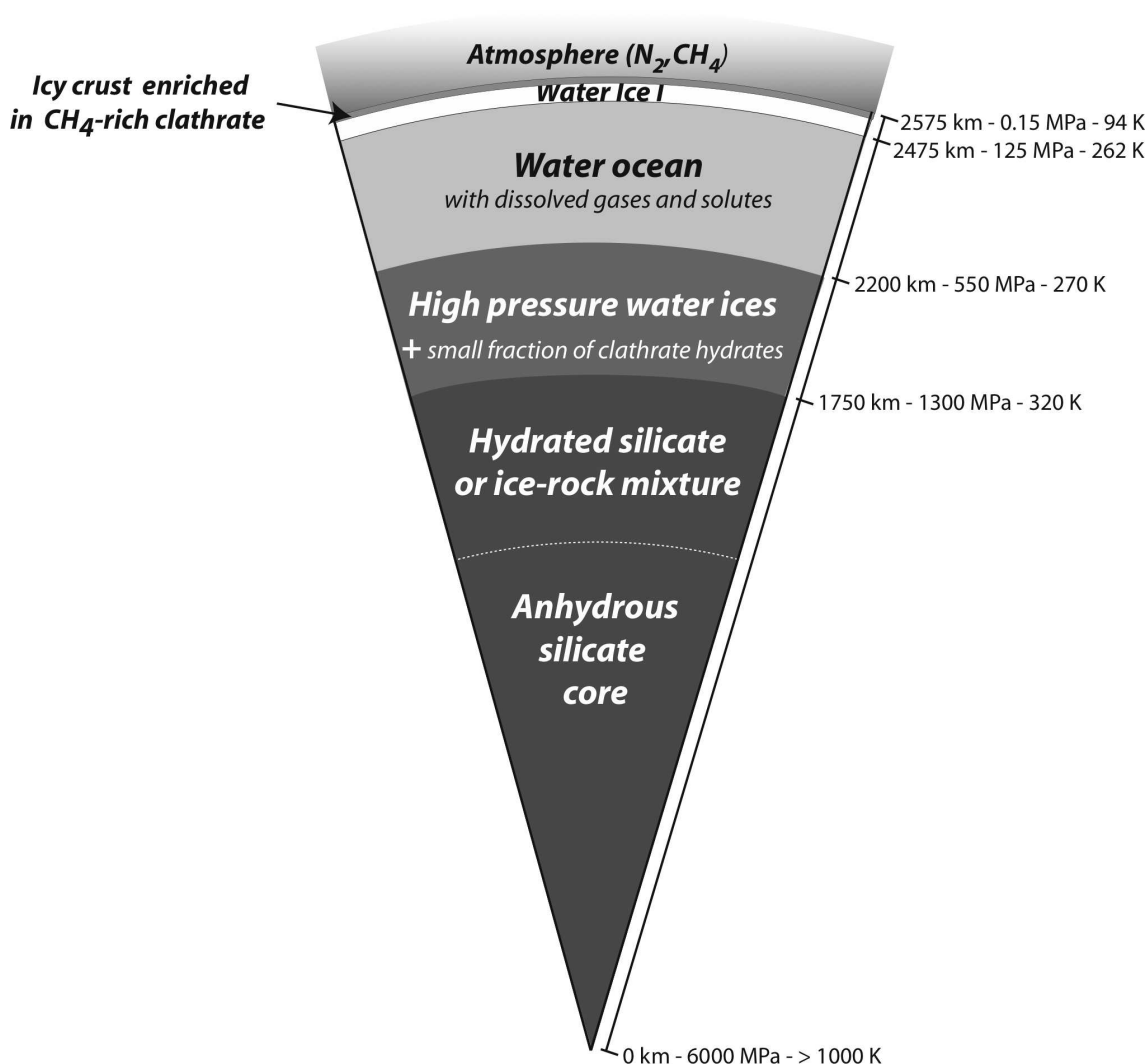 Atmosphere (N2, CH4)
Icy crust enriched
in CH4-rich clathrate
Water Ice I
2575 km - 0.15 MPa - 94 K
2475 km - 125 MPa - 262 K
Water ocean
with dissolved gases and solutes
2200 km - 550 MPa - 270 K
High pressure water ices
+ small fraction of clathrate hydrates
1750 km - 1300 MPa - 320 K
Hydrated silicate
or ice-rock mixture
Anhydrous
silicate
core
0 km - 6000 MPa - > 1000 K